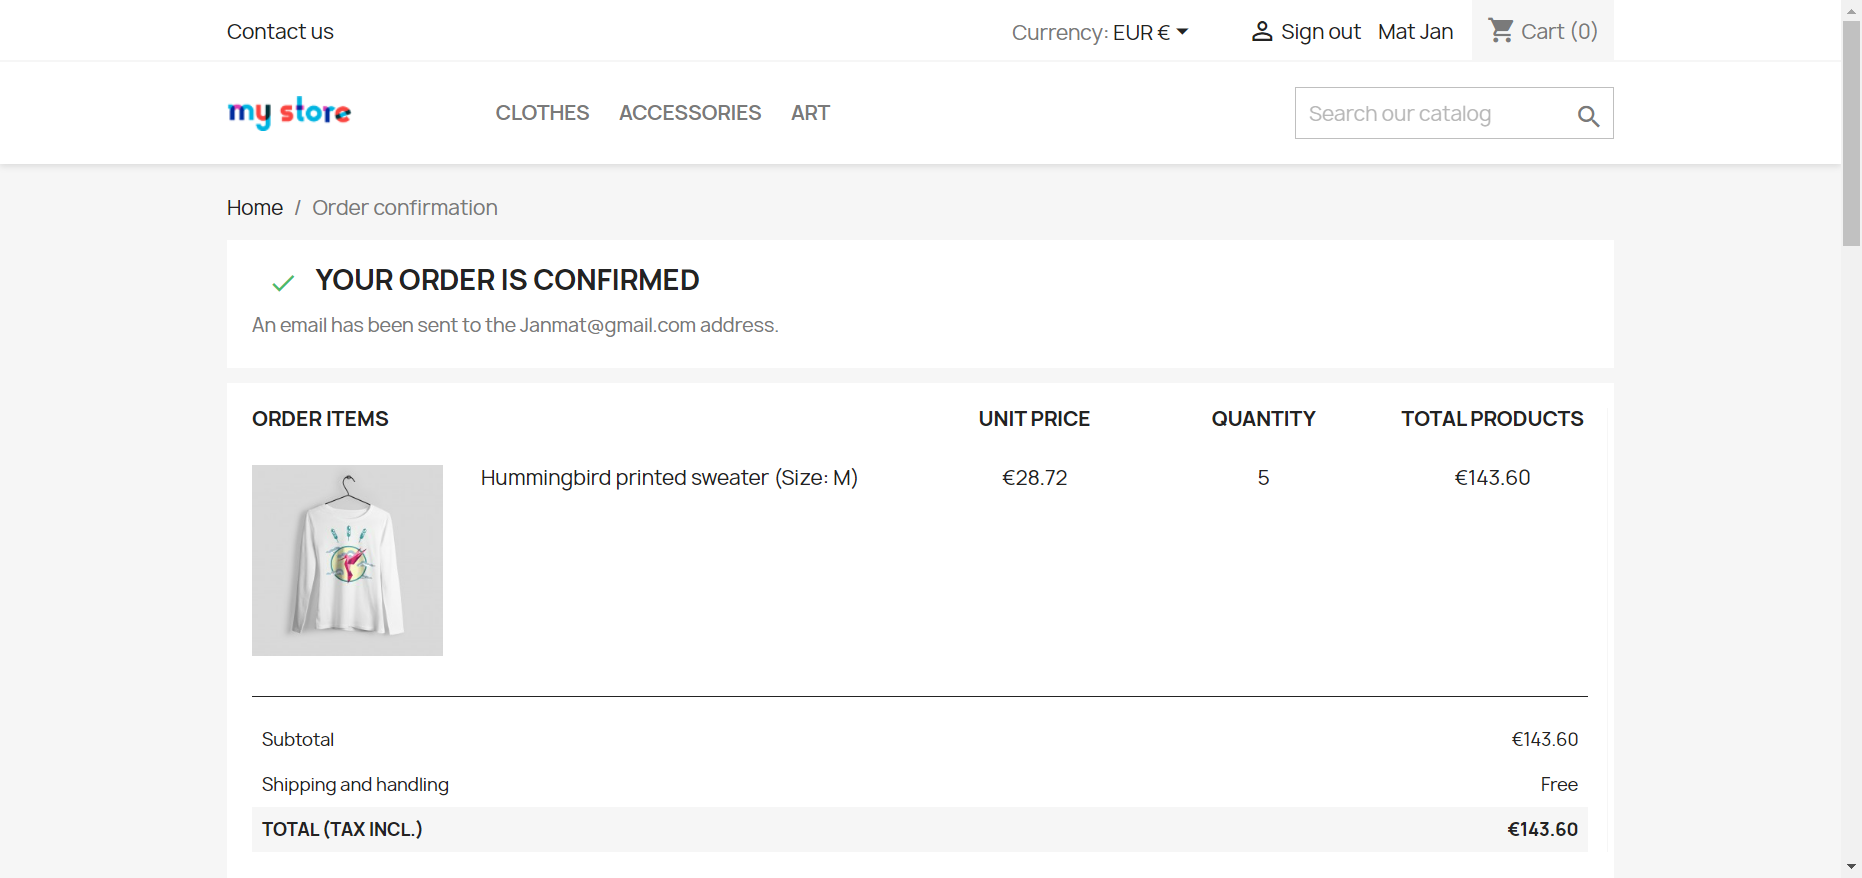 Contact us
Currency: EUR €
Sign out
Mat Jan
Cart (0)
my store
CLOTHES
ACCESSORIES
ART
Search our catalog
Home / Order confirmation
YOUR ORDER IS CONFIRMED
An email has been sent to the Janmat@gmail.com address.
ORDER ITEMS
UNIT PRICE
QUANTITY
TOTAL PRODUCTS
Hummingbird printed sweater (Size: M)
€28.72
5
€143.60
Subtotal
€143.60
Shipping and handling
Free
TOTAL (TAX INCL.)
€143.60